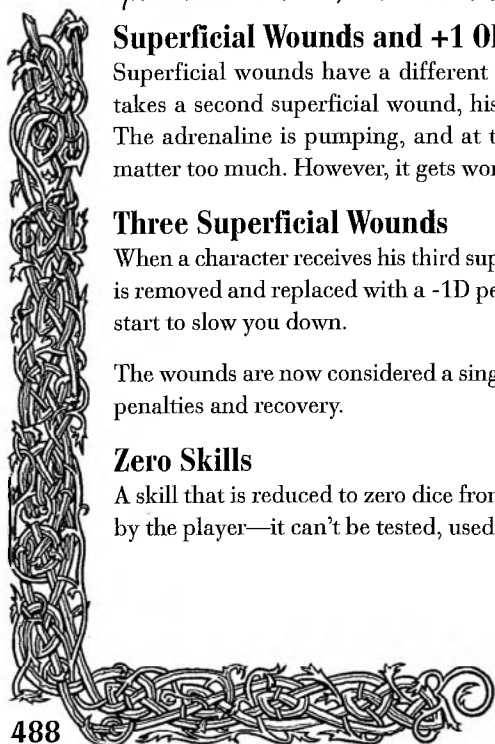 Superficial Wounds and +1 O
Superficial wounds have a different
takes a second superficial wound, his
The adrenaline is pumping, and at t
matter too much. However, it gets wor
Three Superficial Wounds
When a character receives his third sup
is removed and replaced with a -1D pe
start to slow you down.
The wounds are now considered a sing
penalties and recovery.
Zero Skills
A skill that is reduced to zero dice from
by the player—it can't be tested, used
488